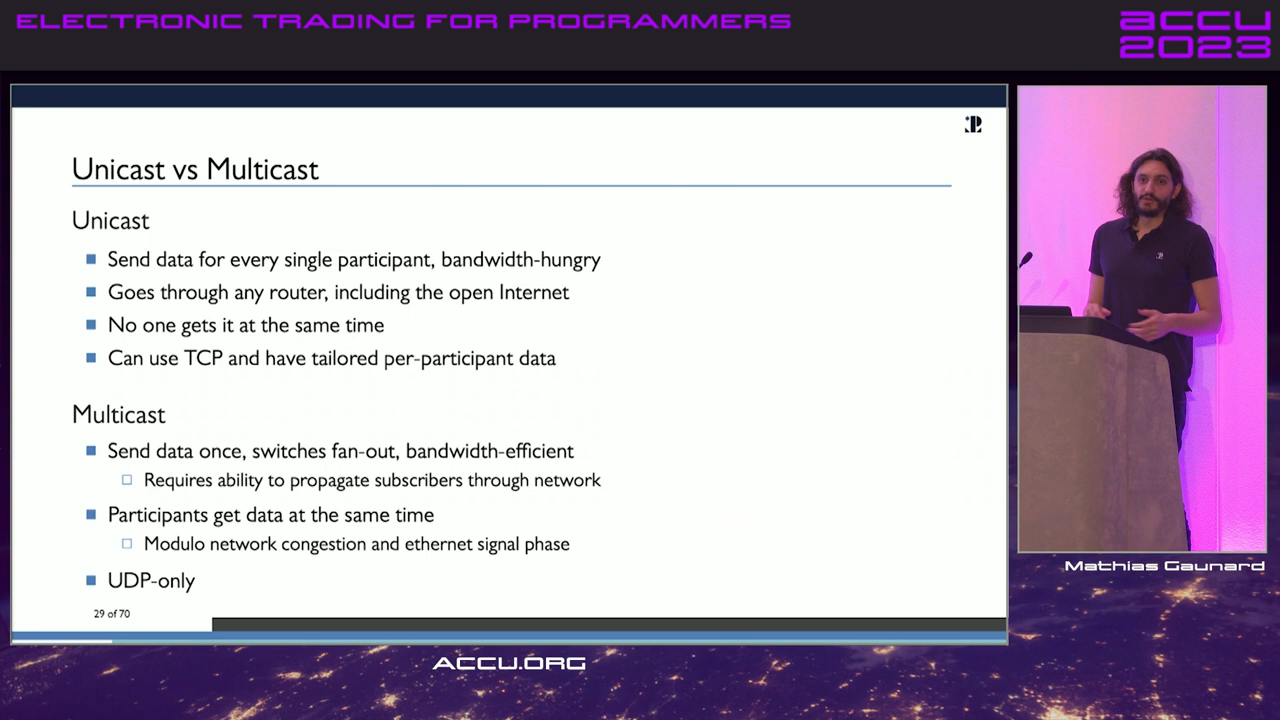 ELECTRONIC TRADING FOR PROGRAMMERS
accu
2023
Unicast vs Multicast
Unicast
Send data for every single participant, bandwidth-hungry
Goes through any router, including the open Internet
No one gets it at the same time
Can use TCP and have tailored per-participant data
Multicast
Send data once, switches fan-out, bandwidth-efficient
Requires ability to propagate subscribers through network
Participants get data at the same time
Modulo network congestion and ethernet signal phase
UDP-only
29 of 70
Mathias Gaunard
ACCU.ORG